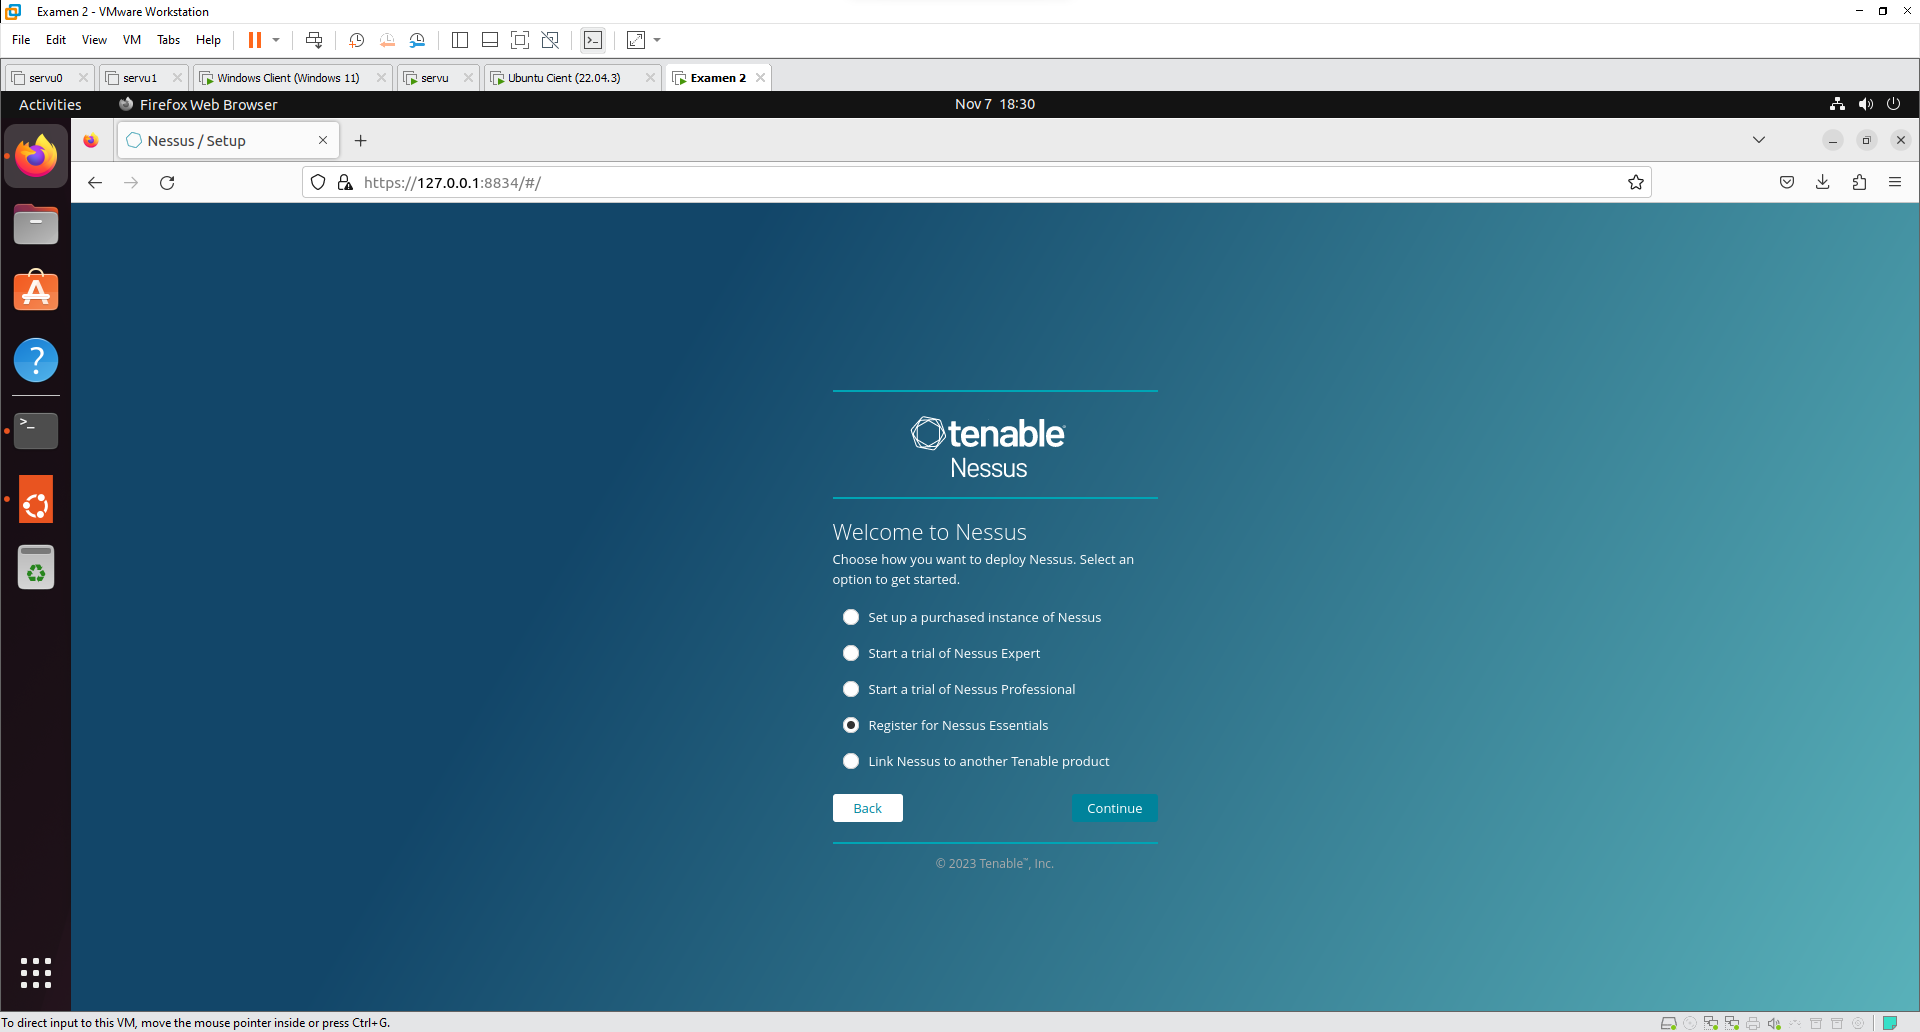 Examen 2 - VMware Workstation
File Edit View VM Tabs Help
servu0 servu1 Windows Client (Windows 11) servu Ubuntu Cient (22.04.3) Examen 2
Activities Firefox Web Browser Nov 7 18:30
Nessus / Setup
https://127.0.0.1:8834/#/
tenable
Nessus
Welcome to Nessus
Choose how you want to deploy Nessus. Select an
option to get started.
Set up a purchased instance of Nessus
Start a trial of Nessus Expert
Start a trial of Nessus Professional
Register for Nessus Essentials
Link Nessus to another Tenable product
Back Continue
© 2023 Tenable™, Inc.
To direct input to this VM, move the mouse pointer inside or press Ctrl+G.